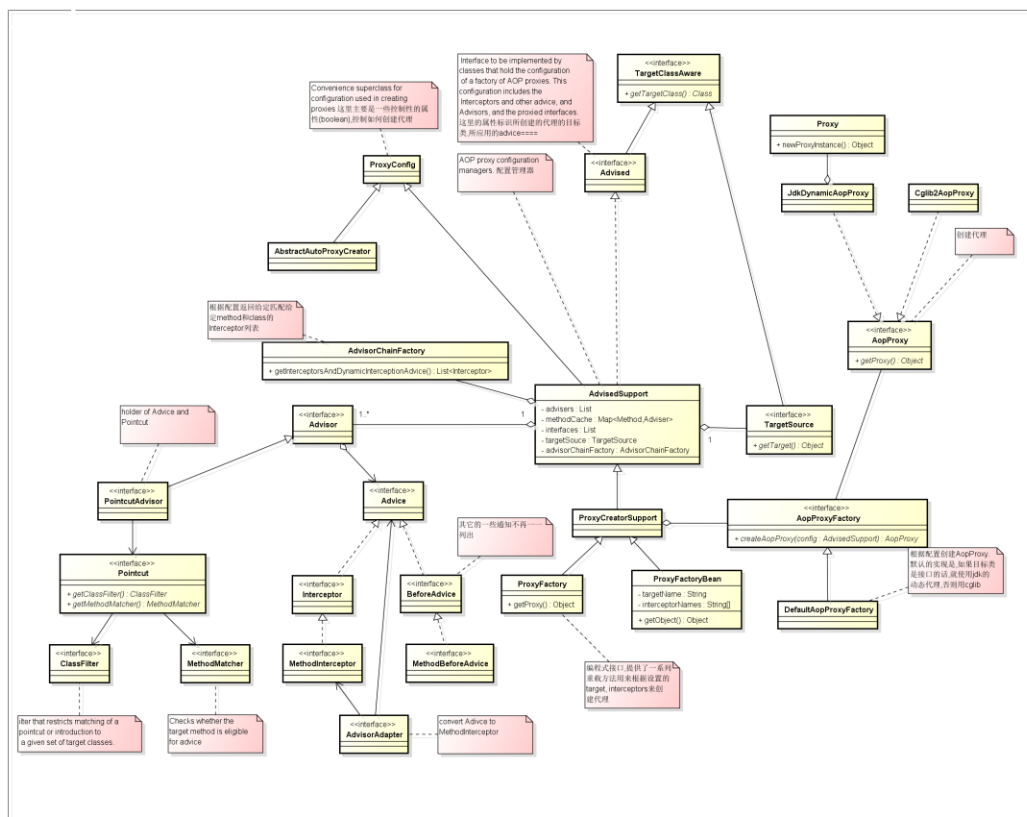 Interface to be implemented by
classes that hold the configuration
of a factory of AOP proxies. This
configuration includes the
Interceptors and other advice, and
Advisors, and the proxied interfaces.
这里的属性标识所创建的代理的目标
类,所应用的advice====
<<interface>>
TargetClassAware
+ getTargetClass() : Class
Convenience superclass for
configuration used in creating
proxies 这里主要是一些控制性的属
性(boolean),控制如何创建代理
Proxy
+ newProxyInstance() : Object
ProxyConfig
AOP proxy configuration
managers. 配置管理器
<<interface>>
Advised
JdkDynamicAopProxy
Cglib2AopProxy
创建代理
AbstractAutoProxyCreator
根据配置返回给定匹配给
定method和class的
Interceptor列表
AdvisorChainFactory
+ getInterceptorsAndDynamicInterceptionAdvice() : List<Interceptor>
<<interface>>
AopProxy
+ getProxy() : Object
AdvisedSupport
- advisers : List
- methodCache : Map<Method,Adviser>
- interfaces : List
- targetSouce : TargetSource
- advisorChainFactory : AdvisorChainFactory
holder of Advice and
Pointcut
<<interface>>
Advisor
1..*
1
1
<<interface>>
TargetSource
+ getTarget() : Object
<<interface>>
PointcutAdvisor
<<interface>>
Advice
其它的一些通知不再一一
列出
ProxyCreatorSupport
<<interface>>
AopProxyFactory
+ createAopProxy(config : AdvisedSupport) : AopProxy
根据配置创建AopProxy.
默认的实现是,如果目标类
是接口的话,就使用jdk的
动态代理,否则用cglib
<<interface>>
Pointcut
+ getClassFilter() : ClassFilter
+ getMethodMatcher() : MethodMatcher
<<interface>>
Interceptor
<<interface>>
BeforeAdvice
ProxyFactory
+ getProxy() : Object
ProxyFactoryBean
- targetName : String
- interceptorNames : String[]
+ getObject() : Object
DefaultAopProxyFactory
<<interface>>
ClassFilter
<<interface>>
MethodMatcher
<<interface>>
MethodInterceptor
<<interface>>
MethodBeforeAdvice
编程式接口,提供了一系列
重载方法用来根据设置的
target, interceptors来创
建代理
ilter that restricts matching of a
pointcut or introduction to
a given set of target classes.
Checks whether the
target method is eligible
for advice
<<interface>>
AdvisorAdapter
convert Adivce to
MethodInterceptor